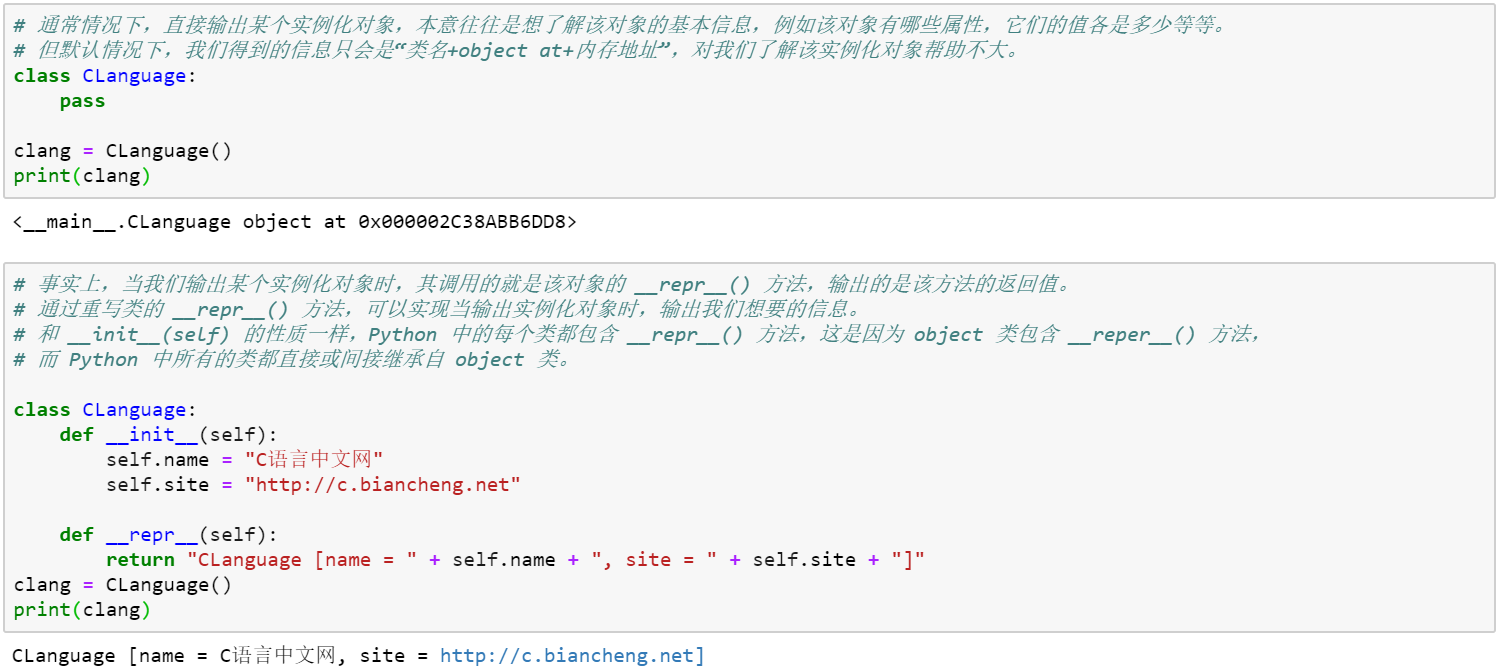 # 通常情况下，直接输出某个实例化对象，本意往往是想了解该对象的基本信息，例如该对象有哪些属性，它们的值各是多少等等。
# 但默认情况下，我们得到的信息只会是“类名+object at+内存地址”，对我们了解该实例化对象帮助不大。
class CLanguage:
    pass

clang = CLanguage()
print(clang)
<__main__.CLanguage object at 0x000002C38ABB6DD8>
# 事实上，当我们输出某个实例化对象时，其调用的就是该对象的 __repr__() 方法，输出的是该方法的返回值。
# 通过重写类的 __repr__() 方法，可以实现当输出实例化对象时，输出我们想要的信息。
# 和 __init__(self) 的性质一样，Python 中的每个类都包含 __repr__() 方法，这是因为 object 类包含 __reper__() 方法，
# 而 Python 中所有的类都直接或间接继承自 object 类。

class CLanguage:
    def __init__(self):
        self.name = "C语言中文网"
        self.site = "http://c.biancheng.net"

    def __repr__(self):
        return "CLanguage [name = " + self.name + ", site = " + self.site + "]"
clang = CLanguage()
print(clang)
CLanguage [name = C语言中文网, site = http://c.biancheng.net]